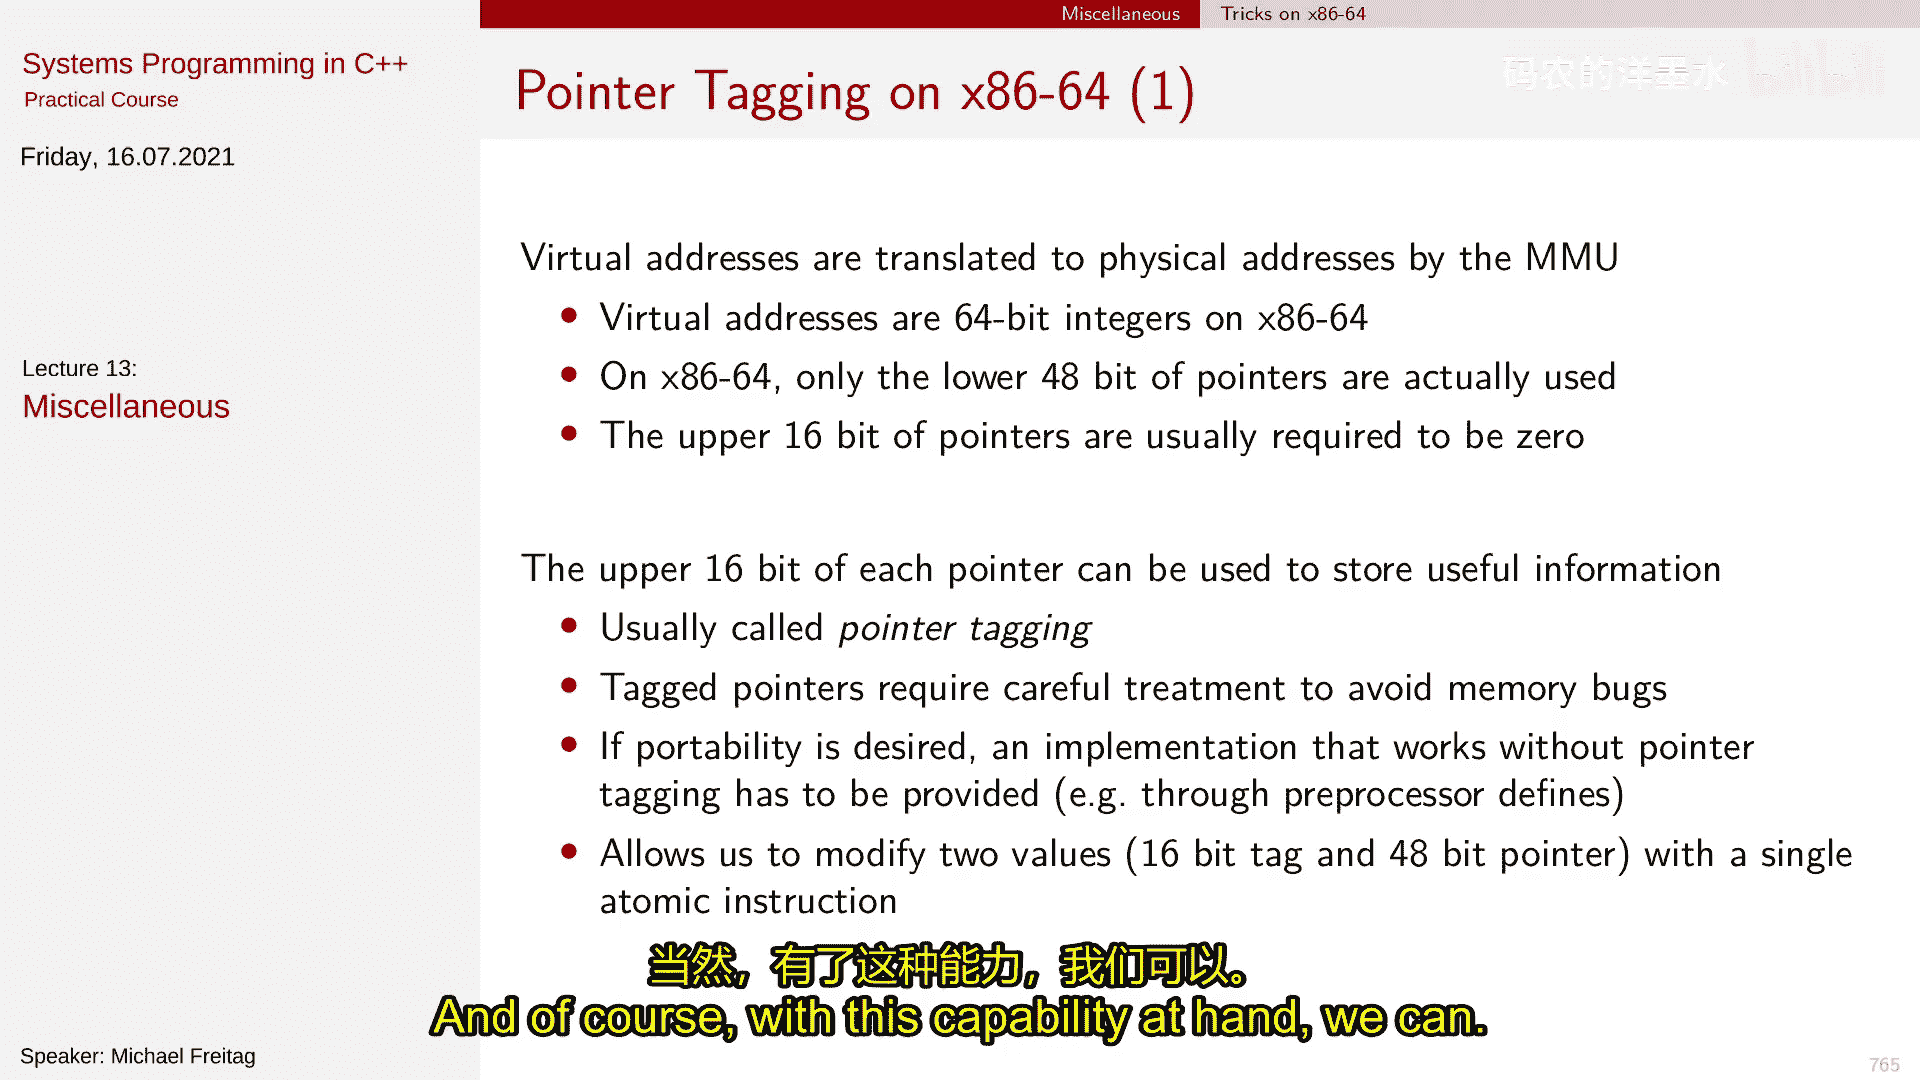 Miscellaneous
Tricks on x86-64
Systems Programming in C++
Practical Course
Friday, 16.07.2021
Lecture 13:
Miscellaneous
Pointer Tagging on x86-64 (1)
码农的洋墨水
Virtual addresses are translated to physical addresses by the MMU
• Virtual addresses are 64-bit integers on x86-64
• On x86-64, only the lower 48 bit of pointers are actually used
• The upper 16 bit of pointers are usually required to be zero
The upper 16 bit of each pointer can be used to store useful information
• Usually called pointer tagging
• Tagged pointers require careful treatment to avoid memory bugs
• If portability is desired, an implementation that works without pointer
tagging has to be provided (e.g. through preprocessor defines)
• Allows us to modify two values (16 bit tag and 48 bit pointer) with a single
atomic instruction
当然，有了这种能力，我们可以。
And of course, with this capability at hand, we can.
Speaker: Michael Freitag
765